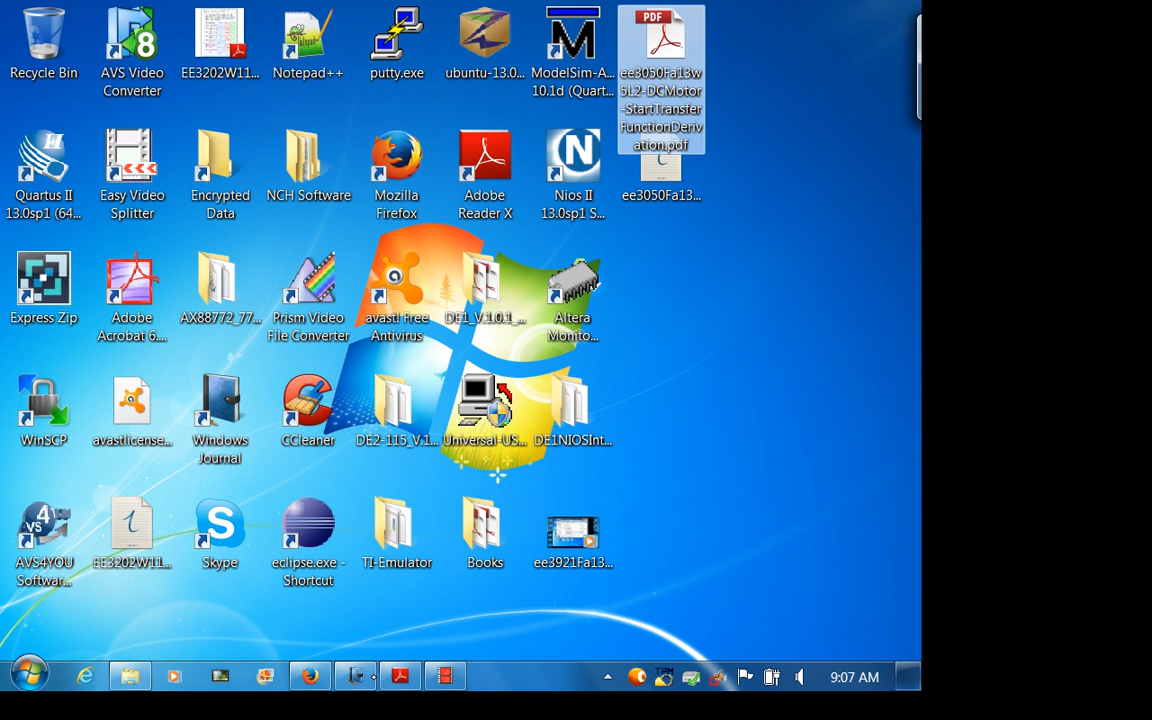 Recycle Bin
AVS Video
Converter
EE3202W11...
Notepad++
putty.exe
ubuntu-13.0...
ModelSim-A...
10.1d (Quart...
PDF
ee3050Fa13w
5L2-DCMotor
-StartTransfer
FunctionDeriv
ation.pdf
Quartus II
13.0sp1 (64...
Easy Video
Splitter
Encrypted
Data
NCH Software
Mozilla
Firefox
Adobe
Reader X
Nios II
13.0sp1 S...
ee3050Fa13...
Express Zip
Adobe
Acrobat 6....
AX88772_77...
Prism Video
File Converter
avast! Free
Antivirus
DE1_V.1.0.1_...
Altera
Monito...
WinSCP
avastlicense...
Windows
Journal
CCleaner
DE2-115_V.1...
Universal-US...
DE1NIOSInt...
AVS4YOU
Softwar...
EE3202W11...
Skype
eclipse.exe -
Shortcut
TI-Emulator
Books
ee3921Fa13...
9:07 AM